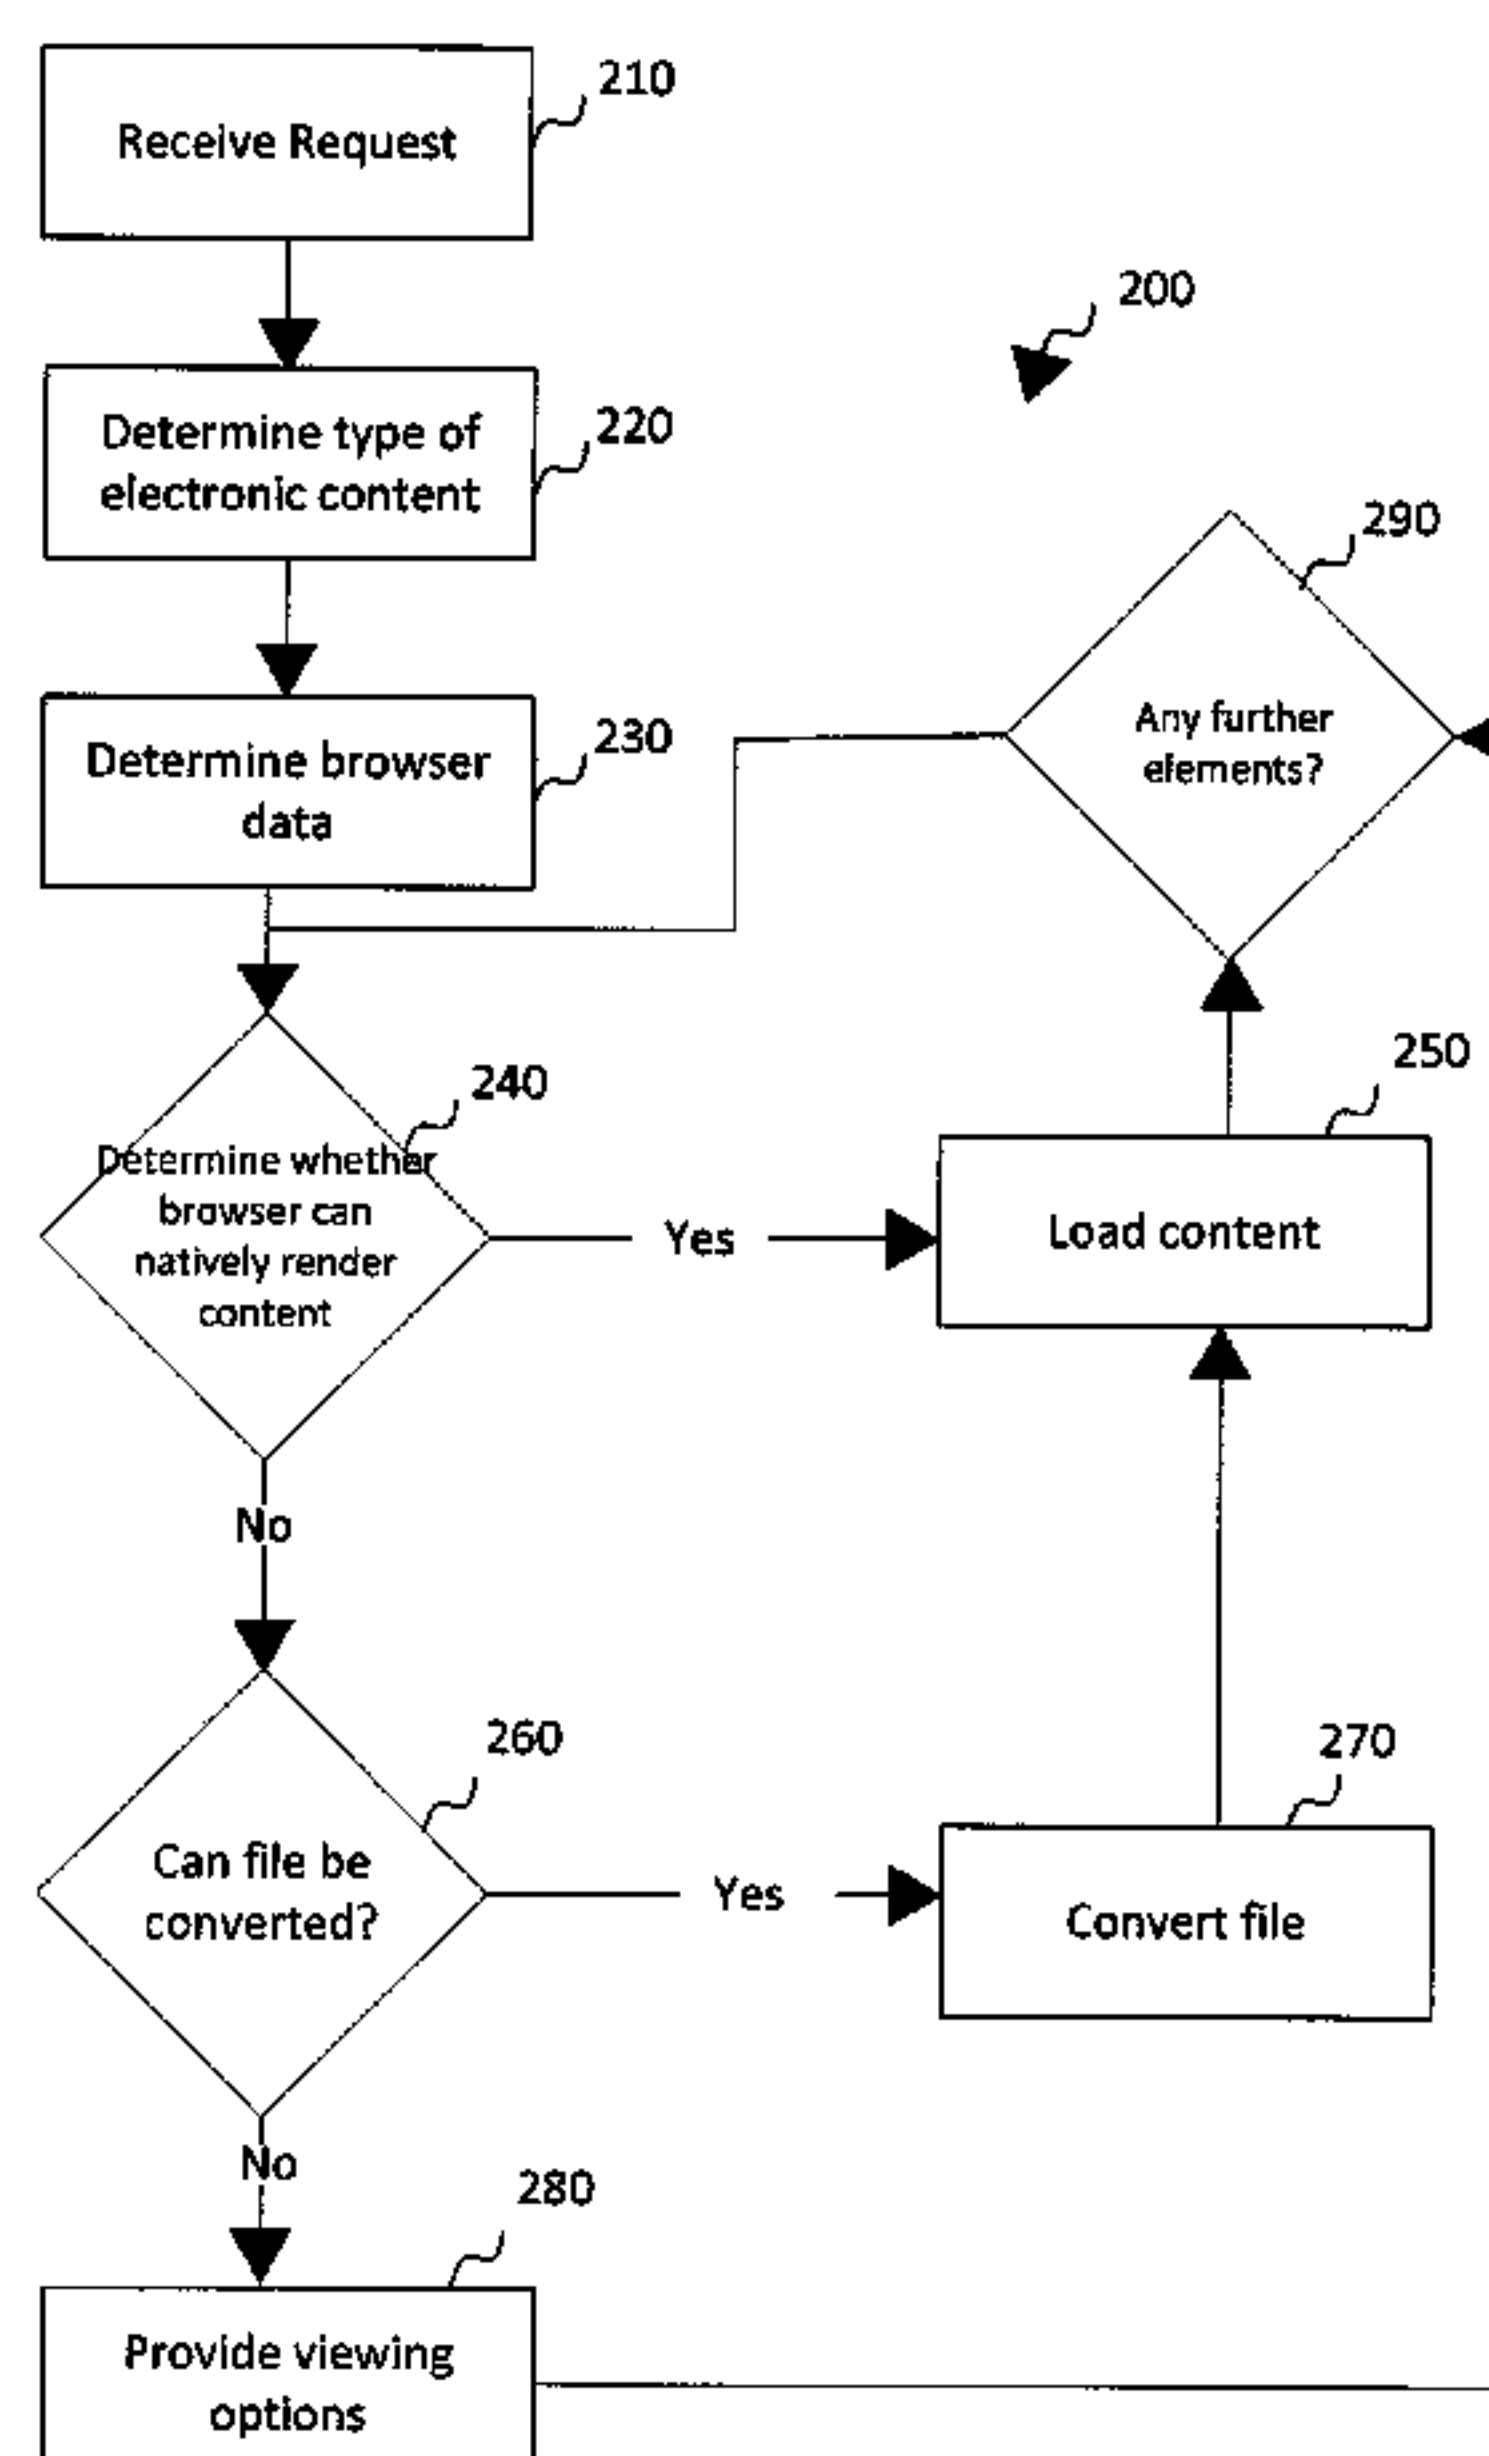 210
Receive Request
200
220
Determine type of
electronic content
290
230
Determine browser
data
Any further
elements?
240
250
Determine whether
browser can
natively render
content
Yes
Load content
No
260
270
Can file be
converted?
Yes
Convert file
No
280
Provide viewing
options